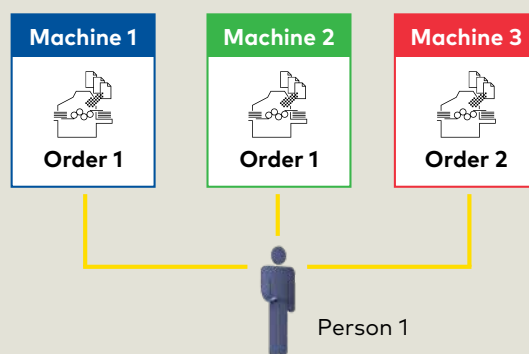 Machine 1
Machine 2
Machine 3
Order 1
Order 1
Order 2
Person 1